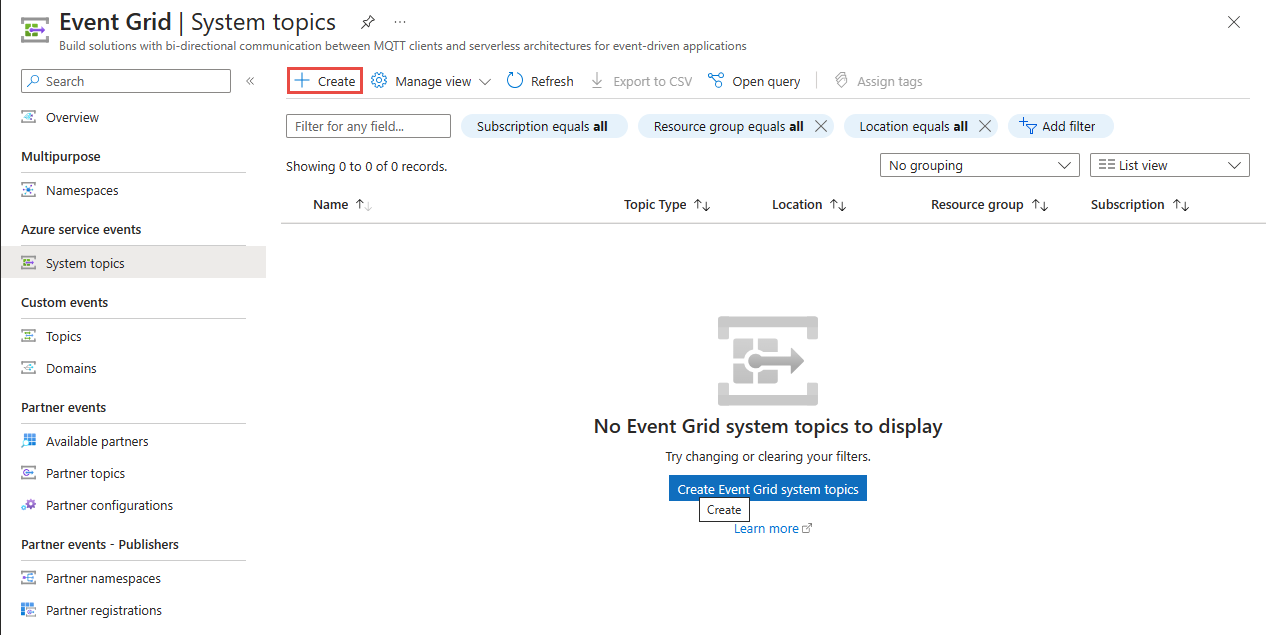 Event Grid | System topics
Build solutions with bi-directional communication between MQTT clients and serverless architectures for event-driven applications
Search
Create Manage view Refresh Export to CSV Open query Assign tags
Overview
Multipurpose
Namespaces
Azure service events
System topics
Custom events
Topics
Domains
Partner events
Available partners
Partner topics
Partner configurations
Partner events - Publishers
Partner namespaces
Partner registrations
Filter for any field... Subscription equals all Resource group equals all Location equals all Add filter
Showing 0 to 0 of 0 records. No grouping List view
Name Topic Type Location Resource group Subscription
No Event Grid system topics to display
Try changing or clearing your filters.
Create Event Grid system topics
Create
Learn more